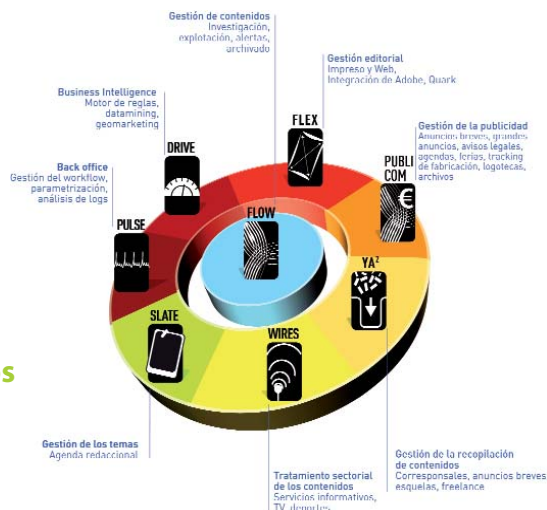 Gestión de contenidos
Investigación,
explotación, alertas,
archivado
Gestión editorial
Impreso y Web,
Integración de Adobe, Quark
Business Intelligence
Motor de reglas,
datamining,
geomarketing
Gestión de la publicidad
Anuncios breves, grandes
anuncios, avisos legales,
agendas, ferias, tracking
de fabricación, logotecas,
archivos
Back office
Gestión del workflow,
parametrización,
análisis de logs
FLEX
DRIVE
PUBLI
COM
€
PULSE
FLOW
YA²
SLATE
WIRES
os
Gestión de los temas
Agenda redaccional
Gestión de la recopilación
de contenidos
Corresponsales, anuncios breves
esquelas, freelance
Tratamiento sectorial
de los contenidos
Servicios informativos,
TV, deportes